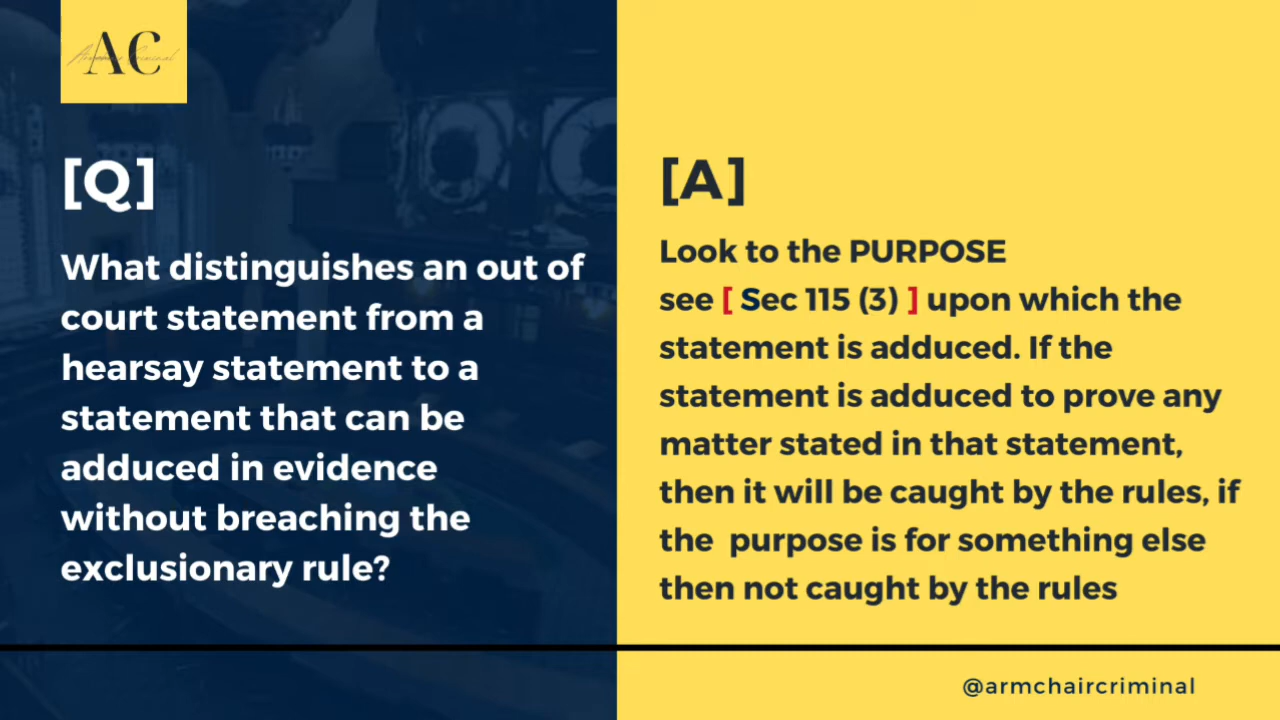 AC
Armchair Criminal
[Q]
What distinguishes an out of
court statement from a
hearsay statement to a
statement that can be
adduced in evidence
without breaching the
exclusionary rule?
[A]
Look to the PURPOSE
see [ Sec 115 (3) ] upon which the
statement is adduced. If the
statement is adduced to prove any
matter stated in that statement,
then it will be caught by the rules, if
the purpose is for something else
then not caught by the rules
@armchaircriminal